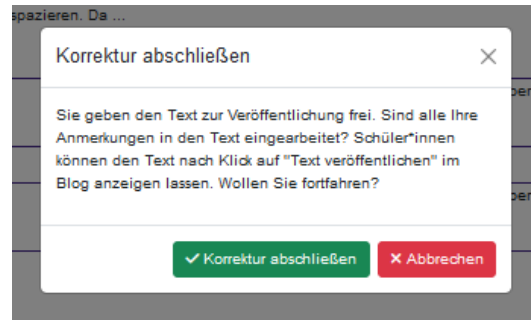 spazieren. Da ...
Korrektur abschließen
Sie geben den Text zur Veröffentlichung frei. Sind alle Ihre
Anmerkungen in den Text eingearbeitet? Schüler*innen
können den Text nach Klick auf "Text veröffentlichen" im
Blog anzeigen lassen. Wollen Sie fortfahren?
Korrektur abschließen
Abbrechen